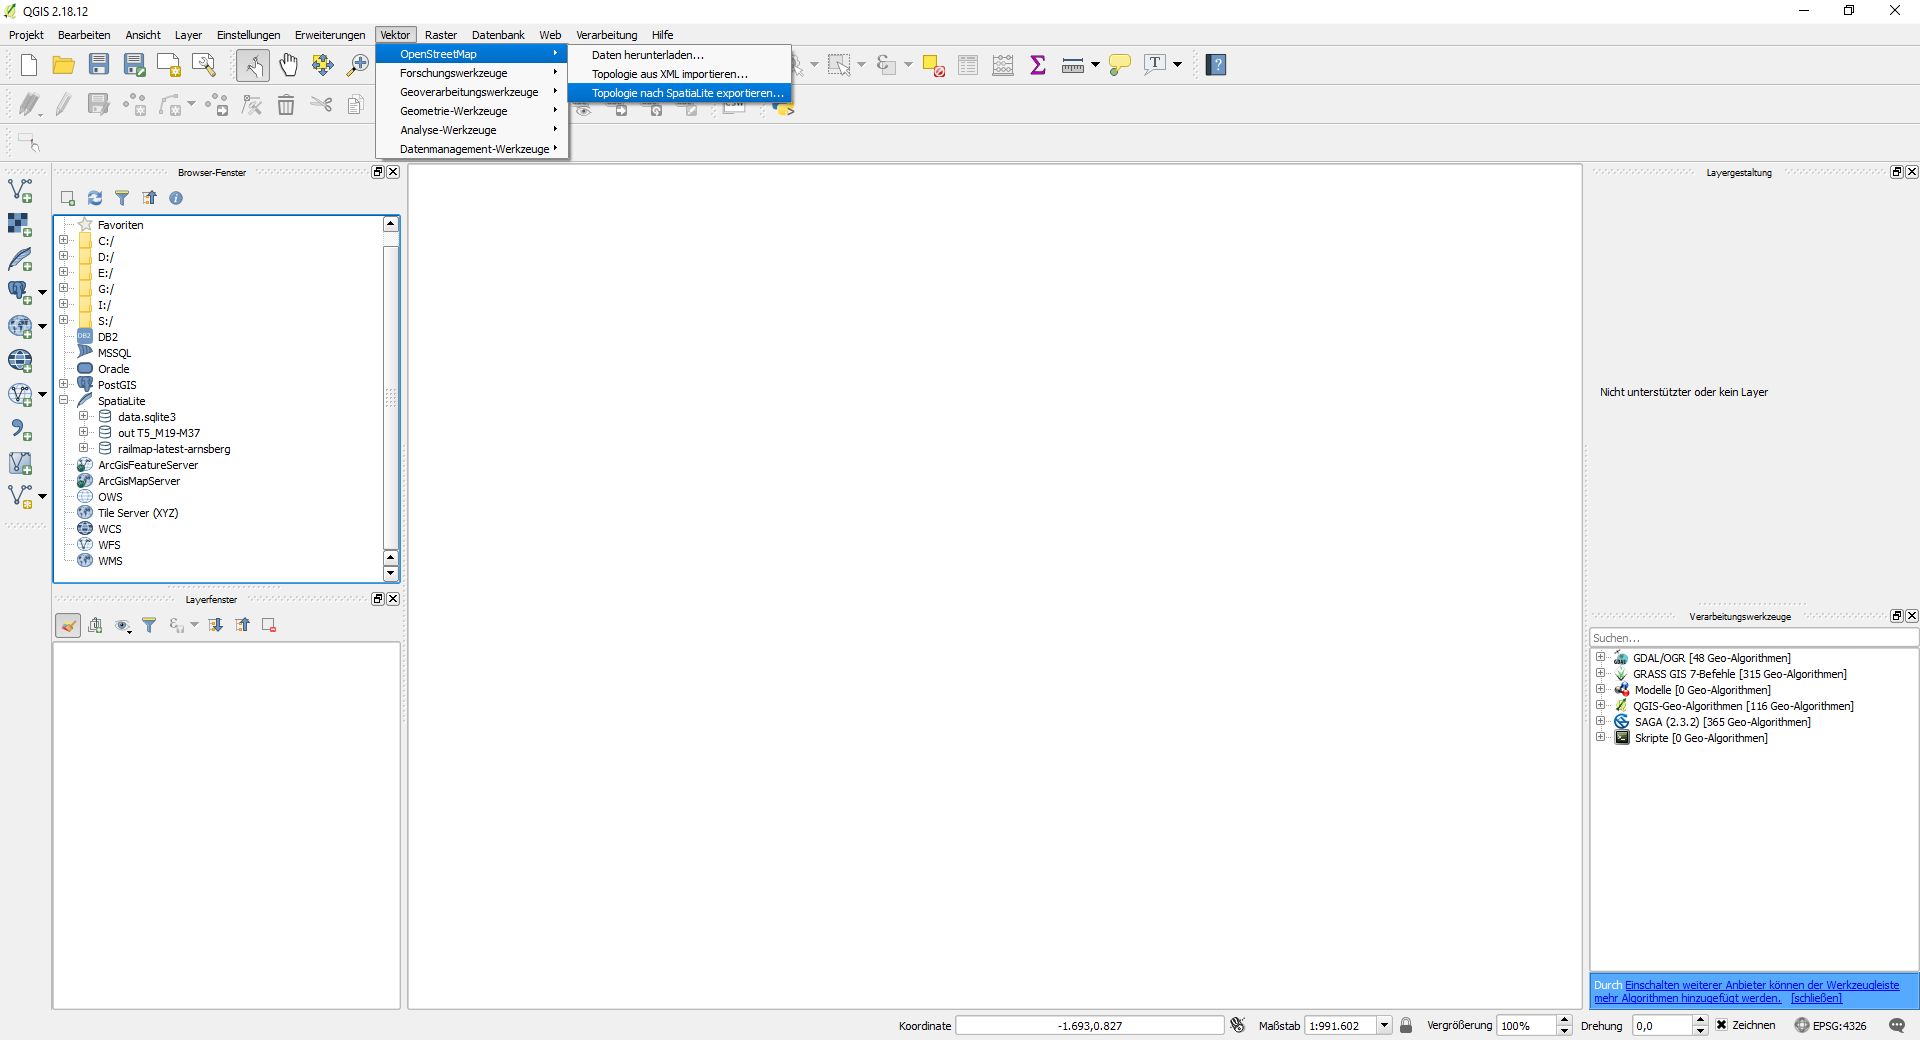 QGIS 2.18.12
Projekt Bearbeiten Ansicht Layer Einstellungen Erweiterungen Vektor Raster Datenbank Web Verarbeitung Hilfe
OpenStreetMap
Forschungswerkzeuge
Geoverarbeitungswerkzeuge
Geometrie-Werkzeuge
Analyse-Werkzeuge
Datenmanagement-Werkzeuge
Daten herunterladen...
Topologie aus XML importieren...
Topologie nach SpatiaLite exportieren...
Browser-Fenster
Favoriten
C:/
D:/
E:/
G:/
I:/
S:/
DB2
MSSQL
Oracle
PostGIS
SpatiaLite
data.sqlite3
out T5_M19-M37
railmap-latest-arnsberg
ArcGisFeatureServer
ArcGisMapServer
OWS
Tile Server (XYZ)
WCS
WFS
WMS
Layerfenster
Layergestaltung
Nicht unterstützter oder kein Layer
Verarbeitungswerkzeuge
Suchen...
GDAL/OGR [48 Geo-Algorithmen]
GRASS GIS 7-Befehle [315 Geo-Algorithmen]
Modelle [0 Geo-Algorithmen]
QGIS-Geo-Algorithmen [116 Geo-Algorithmen]
SAGA (2.3.2) [365 Geo-Algorithmen]
Skripte [0 Geo-Algorithmen]
Durch Einschalten weiterer Anbieter können der Werkzeugleiste
mehr Algorithmen hinzugefügt werden. [schließen]
Koordinate -1.693,0.827 Maßstab 1:991.602 Vergrößerung 100% Drehung 0,0 Zeichnen EPSG:4326